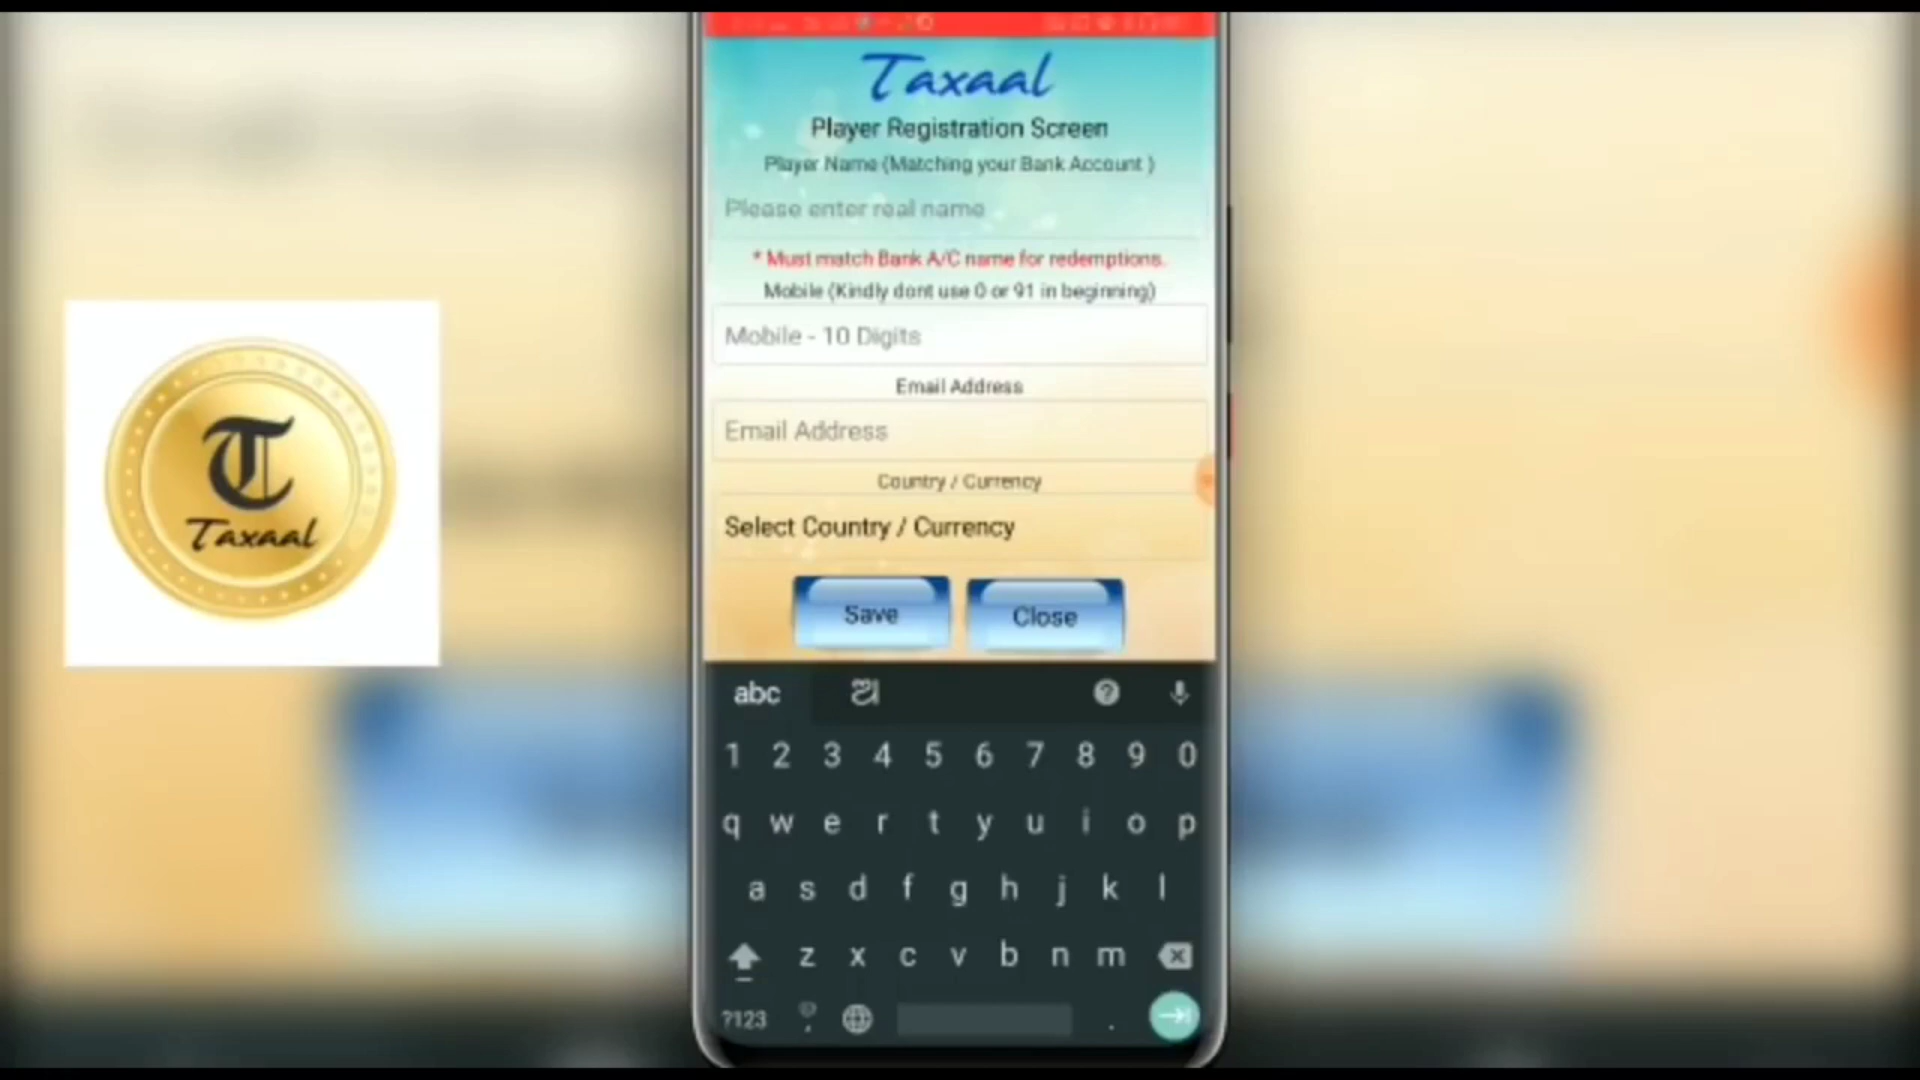 Taxaal
Player Registration Screen
Player Name (Matching your Bank Account )
Please enter real name
* Must match Bank A/C name for redemptions.
Mobile (Kindly dont use 0 or 91 in beginning)
Mobile - 10 Digits
Email Address
Email Address
Country / Currency
Select Country / Currency
Save Close
T
Taxaal
abc ଅ
1 2 3 4 5 6 7 8 9 0
q w e r t y u i o p
a s d f g h j k l
z x c v b n m
?123 , .